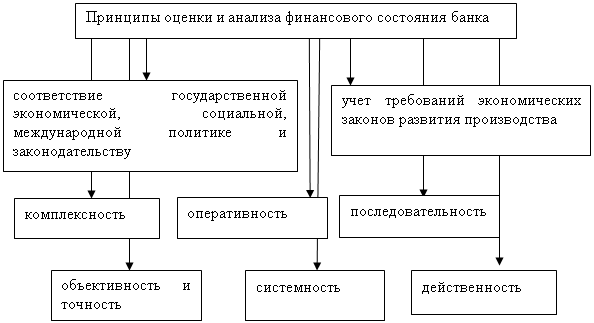 Принципы оценки и анализа финансового состояния банка
соответствие государственной
экономической, социальной,
международной политике и
законодательству
учет требований экономических
законов развития производства
комплексность
оперативность
последовательность
объективность и
точность
системность
действенность